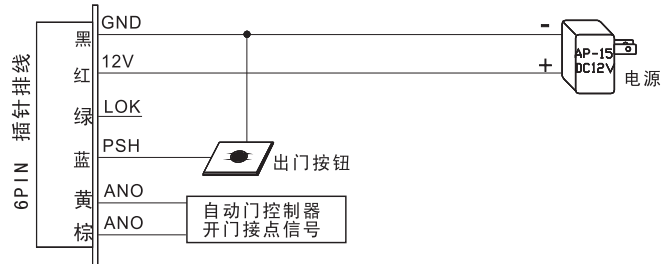 6PIN 插针排线
黑 GND
红 12V
绿 LOK
蓝 PSH
黄 ANO
棕 ANO
- 
+
AP-15
DC12V
电源
出门按钮
自动门控制器
开门接点信号